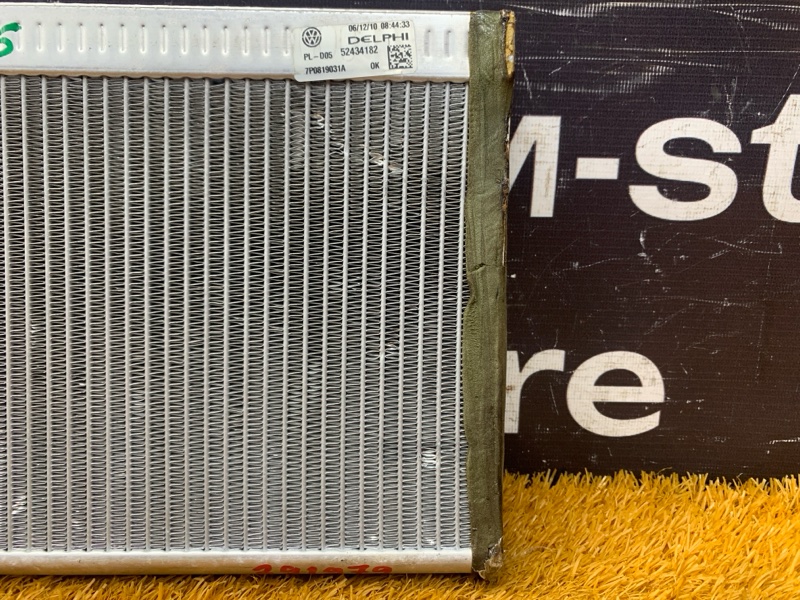 06/12/10 08:44:33
DELPHI
PL-D05 52434182
7P0819031A OK
M-st
re